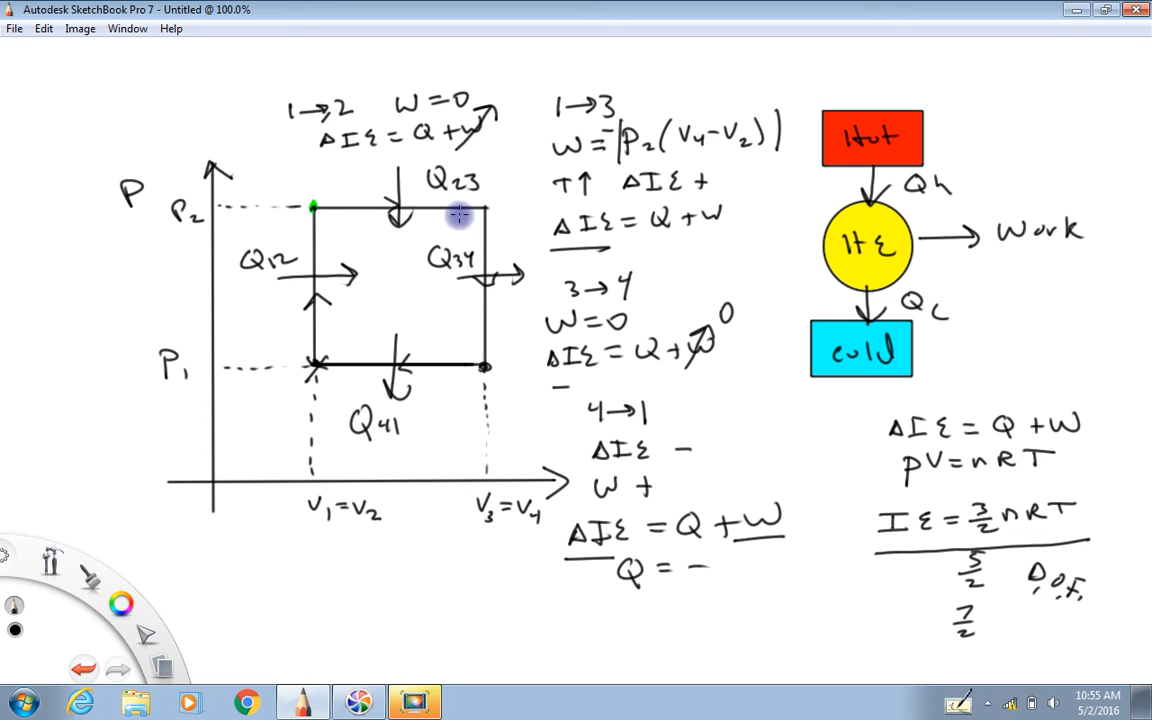 Autodesk SketchBook Pro 7 - Untitled @ 100.0%
File Edit Image Window Help
1→2 W=0
ΔIE = Q + W
P
P2
Q23
Q12
Q34
P1
Q41
V1=V2
V3=V4
1→3
W = -|P2(V4-V2)|
T↑ ΔIE +
ΔIE = Q + W
3→4
W=0
ΔIE = Q + W 0
-
4→1
ΔIE -
W +
ΔIE = Q + W
Q = -
Hot
Qh
HE
Work
Qc
cold
ΔIE = Q + W
PV = nRT
IE = 3/2 nRT
5/2 D.O.F.
7/2
10:55 AM
5/2/2016